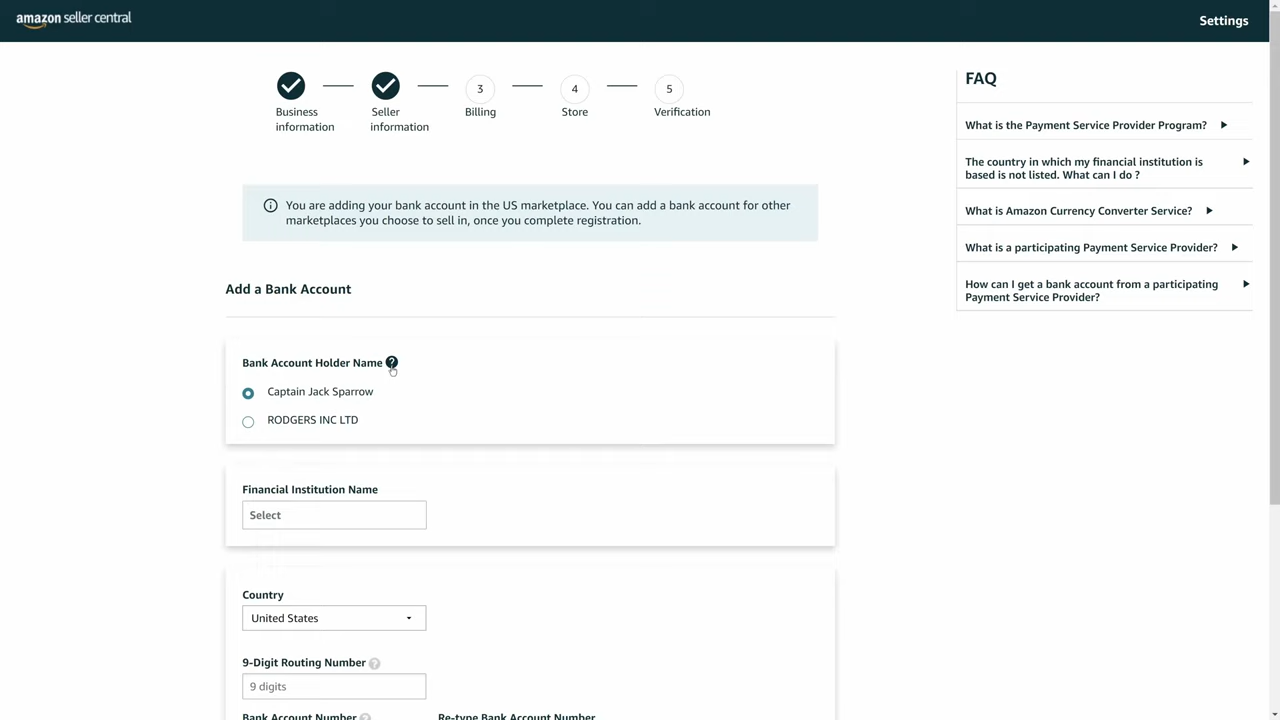 amazon seller central
Settings
3
4
5
Business
information
Seller
information
Billing
Store
Verification
FAQ
What is the Payment Service Provider Program?
The country in which my financial institution is
based is not listed. What can I do ?
What is Amazon Currency Converter Service?
What is a participating Payment Service Provider?
How can I get a bank account from a participating
Payment Service Provider?
You are adding your bank account in the US marketplace. You can add a bank account for other
marketplaces you choose to sell in, once you complete registration.
Add a Bank Account
Bank Account Holder Name ?
Captain Jack Sparrow
RODGERS INC LTD
Financial Institution Name
Select
Country
United States
9-Digit Routing Number ?
9 digits
Bank Account Number ? Re-type Bank Account Number